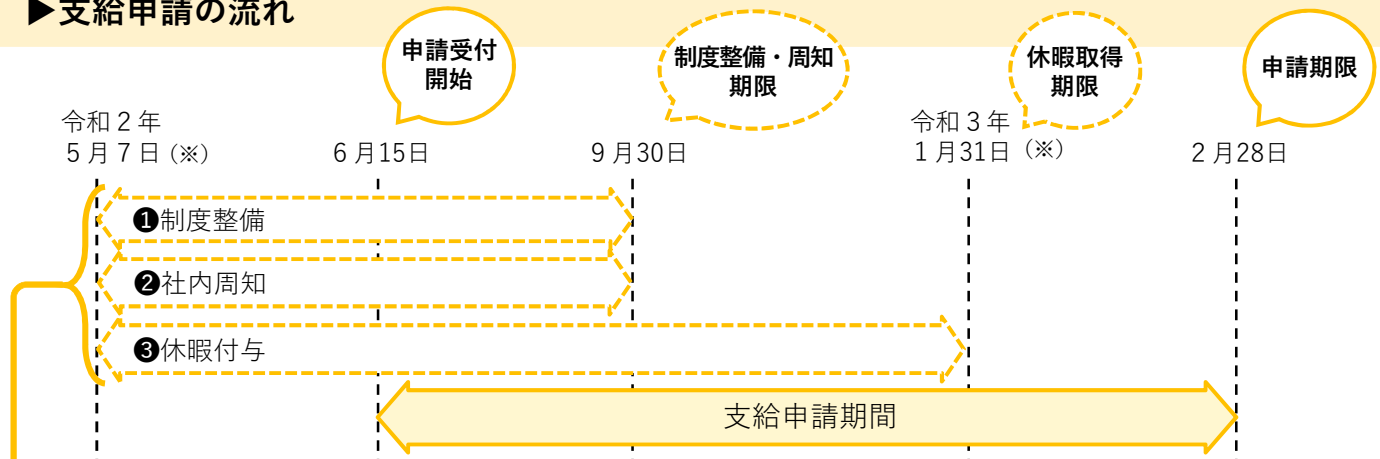 ▶支給申請の流れ
申請受付
開始
制度整備・周知
期限
休暇取得
期限
申請期限
令和２年
５月７日（※）
６月15日
９月30日
令和３年
１月31日（※）
２月28日
❶制度整備
❷社内周知
❸休暇付与
支給申請期間